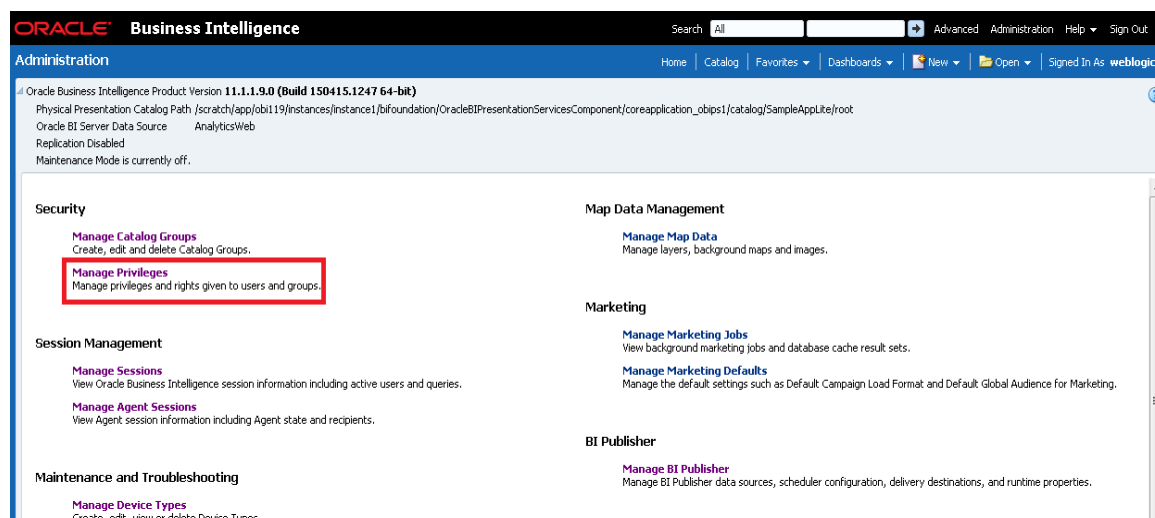 ORACLE Business Intelligence
Search All Advanced Administration Help Sign Out
Administration
Home Catalog Favorites Dashboards New Open Signed In As weblogic
Oracle Business Intelligence Product Version 11.1.1.9.0 (Build 150415.1247 64-bit)
Physical Presentation Catalog Path /scratch/app/obi119/instances/instance1/bifoundation/OracleBIPresentationServicesComponent/coreapplication_obips1/catalog/SampleAppLite/root
Oracle BI Server Data Source AnalyticsWeb
Replication Disabled
Maintenance Mode is currently off.
Security
Manage Catalog Groups
Create, edit and delete Catalog Groups.
Manage Privileges
Manage privileges and rights given to users and groups.
Session Management
Manage Sessions
View Oracle Business Intelligence session information including active users and queries.
Manage Agent Sessions
View Agent session information including Agent state and recipients.
Maintenance and Troubleshooting
Manage Device Types
Create, edit, view or delete Device Types.
Map Data Management
Manage Map Data
Manage layers, background maps and images.
Marketing
Manage Marketing Jobs
View background marketing jobs and database cache result sets.
Manage Marketing Defaults
Manage the default settings such as Default Campaign Load Format and Default Global Audience for Marketing.
BI Publisher
Manage BI Publisher
Manage BI Publisher data sources, scheduler configuration, delivery destinations, and runtime properties.